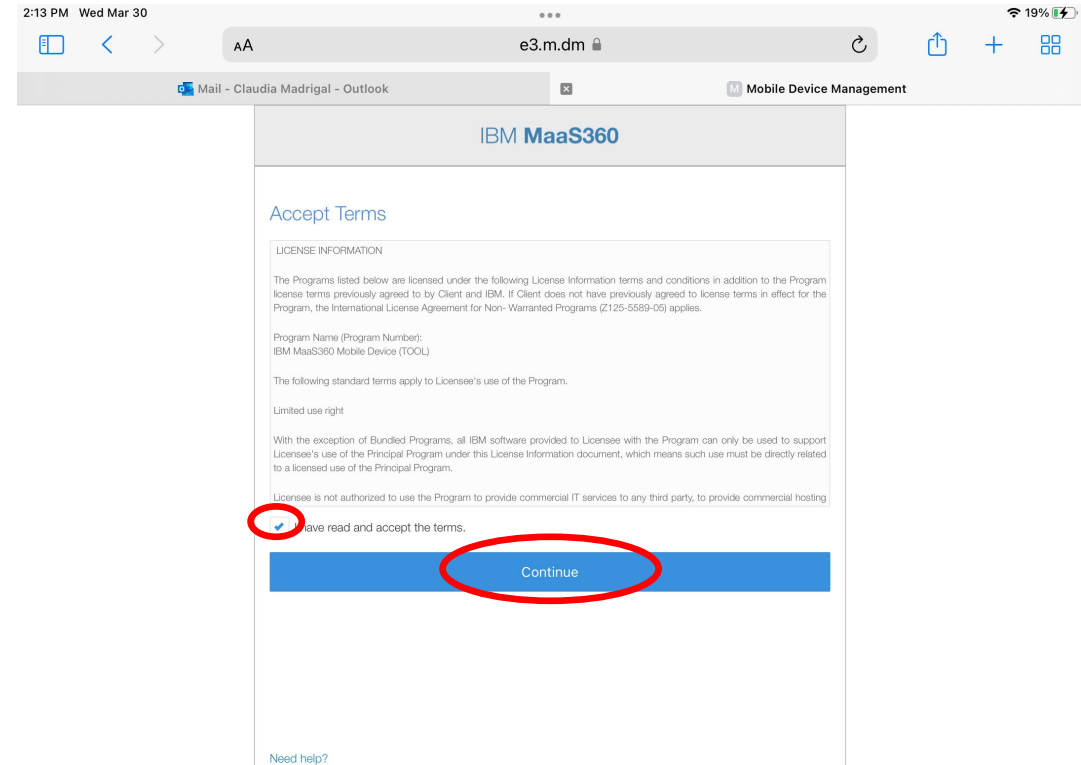 2:13 PM Wed Mar 30
19%
AA
e3.m.dm
Mail - Claudia Madrigal - Outlook
M Mobile Device Management
IBM MaaS360
Accept Terms
LICENSE INFORMATION
The Programs listed below are licensed under the following License Information terms and conditions in addition to the Program
license terms previously agreed to by Client and IBM. If Client does not have previously agreed to license terms in effect for the
Program, the International License Agreement for Non- Warranted Programs (Z125-5589-05) applies.
Program Name (Program Number):
IBM MaaS360 Mobile Device (TOOL)
The following standard terms apply to Licensee's use of the Program.
Limited use right
With the exception of Bundled Programs, all IBM software provided to Licensee with the Program can only be used to support
Licensee's use of the Principal Program under this License Information document, which means such use must be directly related
to a licensed use of the Principal Program.
Licensee is not authorized to use the Program to provide commercial IT services to any third party, to provide commercial hosting
I have read and accept the terms.
Continue
Need help?